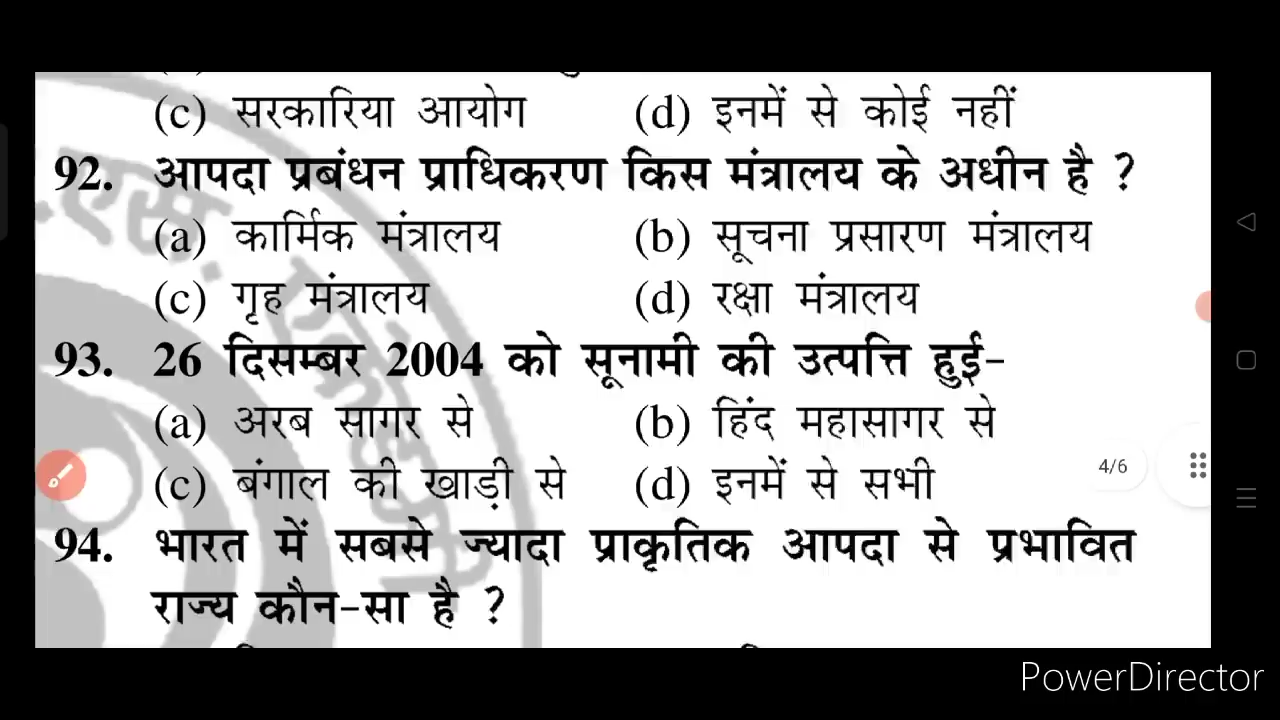 (c) सरकारिया आयोग (d) इनमें से कोई नहीं
92. आपदा प्रबंधन प्राधिकरण किस मंत्रालय के अधीन है ?
(a) कार्मिक मंत्रालय (b) सूचना प्रसारण मंत्रालय
(c) गृह मंत्रालय (d) रक्षा मंत्रालय
93. 26 दिसम्बर 2004 को सूनामी की उत्पत्ति हुई-
(a) अरब सागर से (b) हिंद महासागर से
(c) बंगाल की खाड़ी से (d) इनमें से सभी
4/6
94. भारत में सबसे ज्यादा प्राकृतिक आपदा से प्रभावित
राज्य कौन-सा है ?
PowerDirector